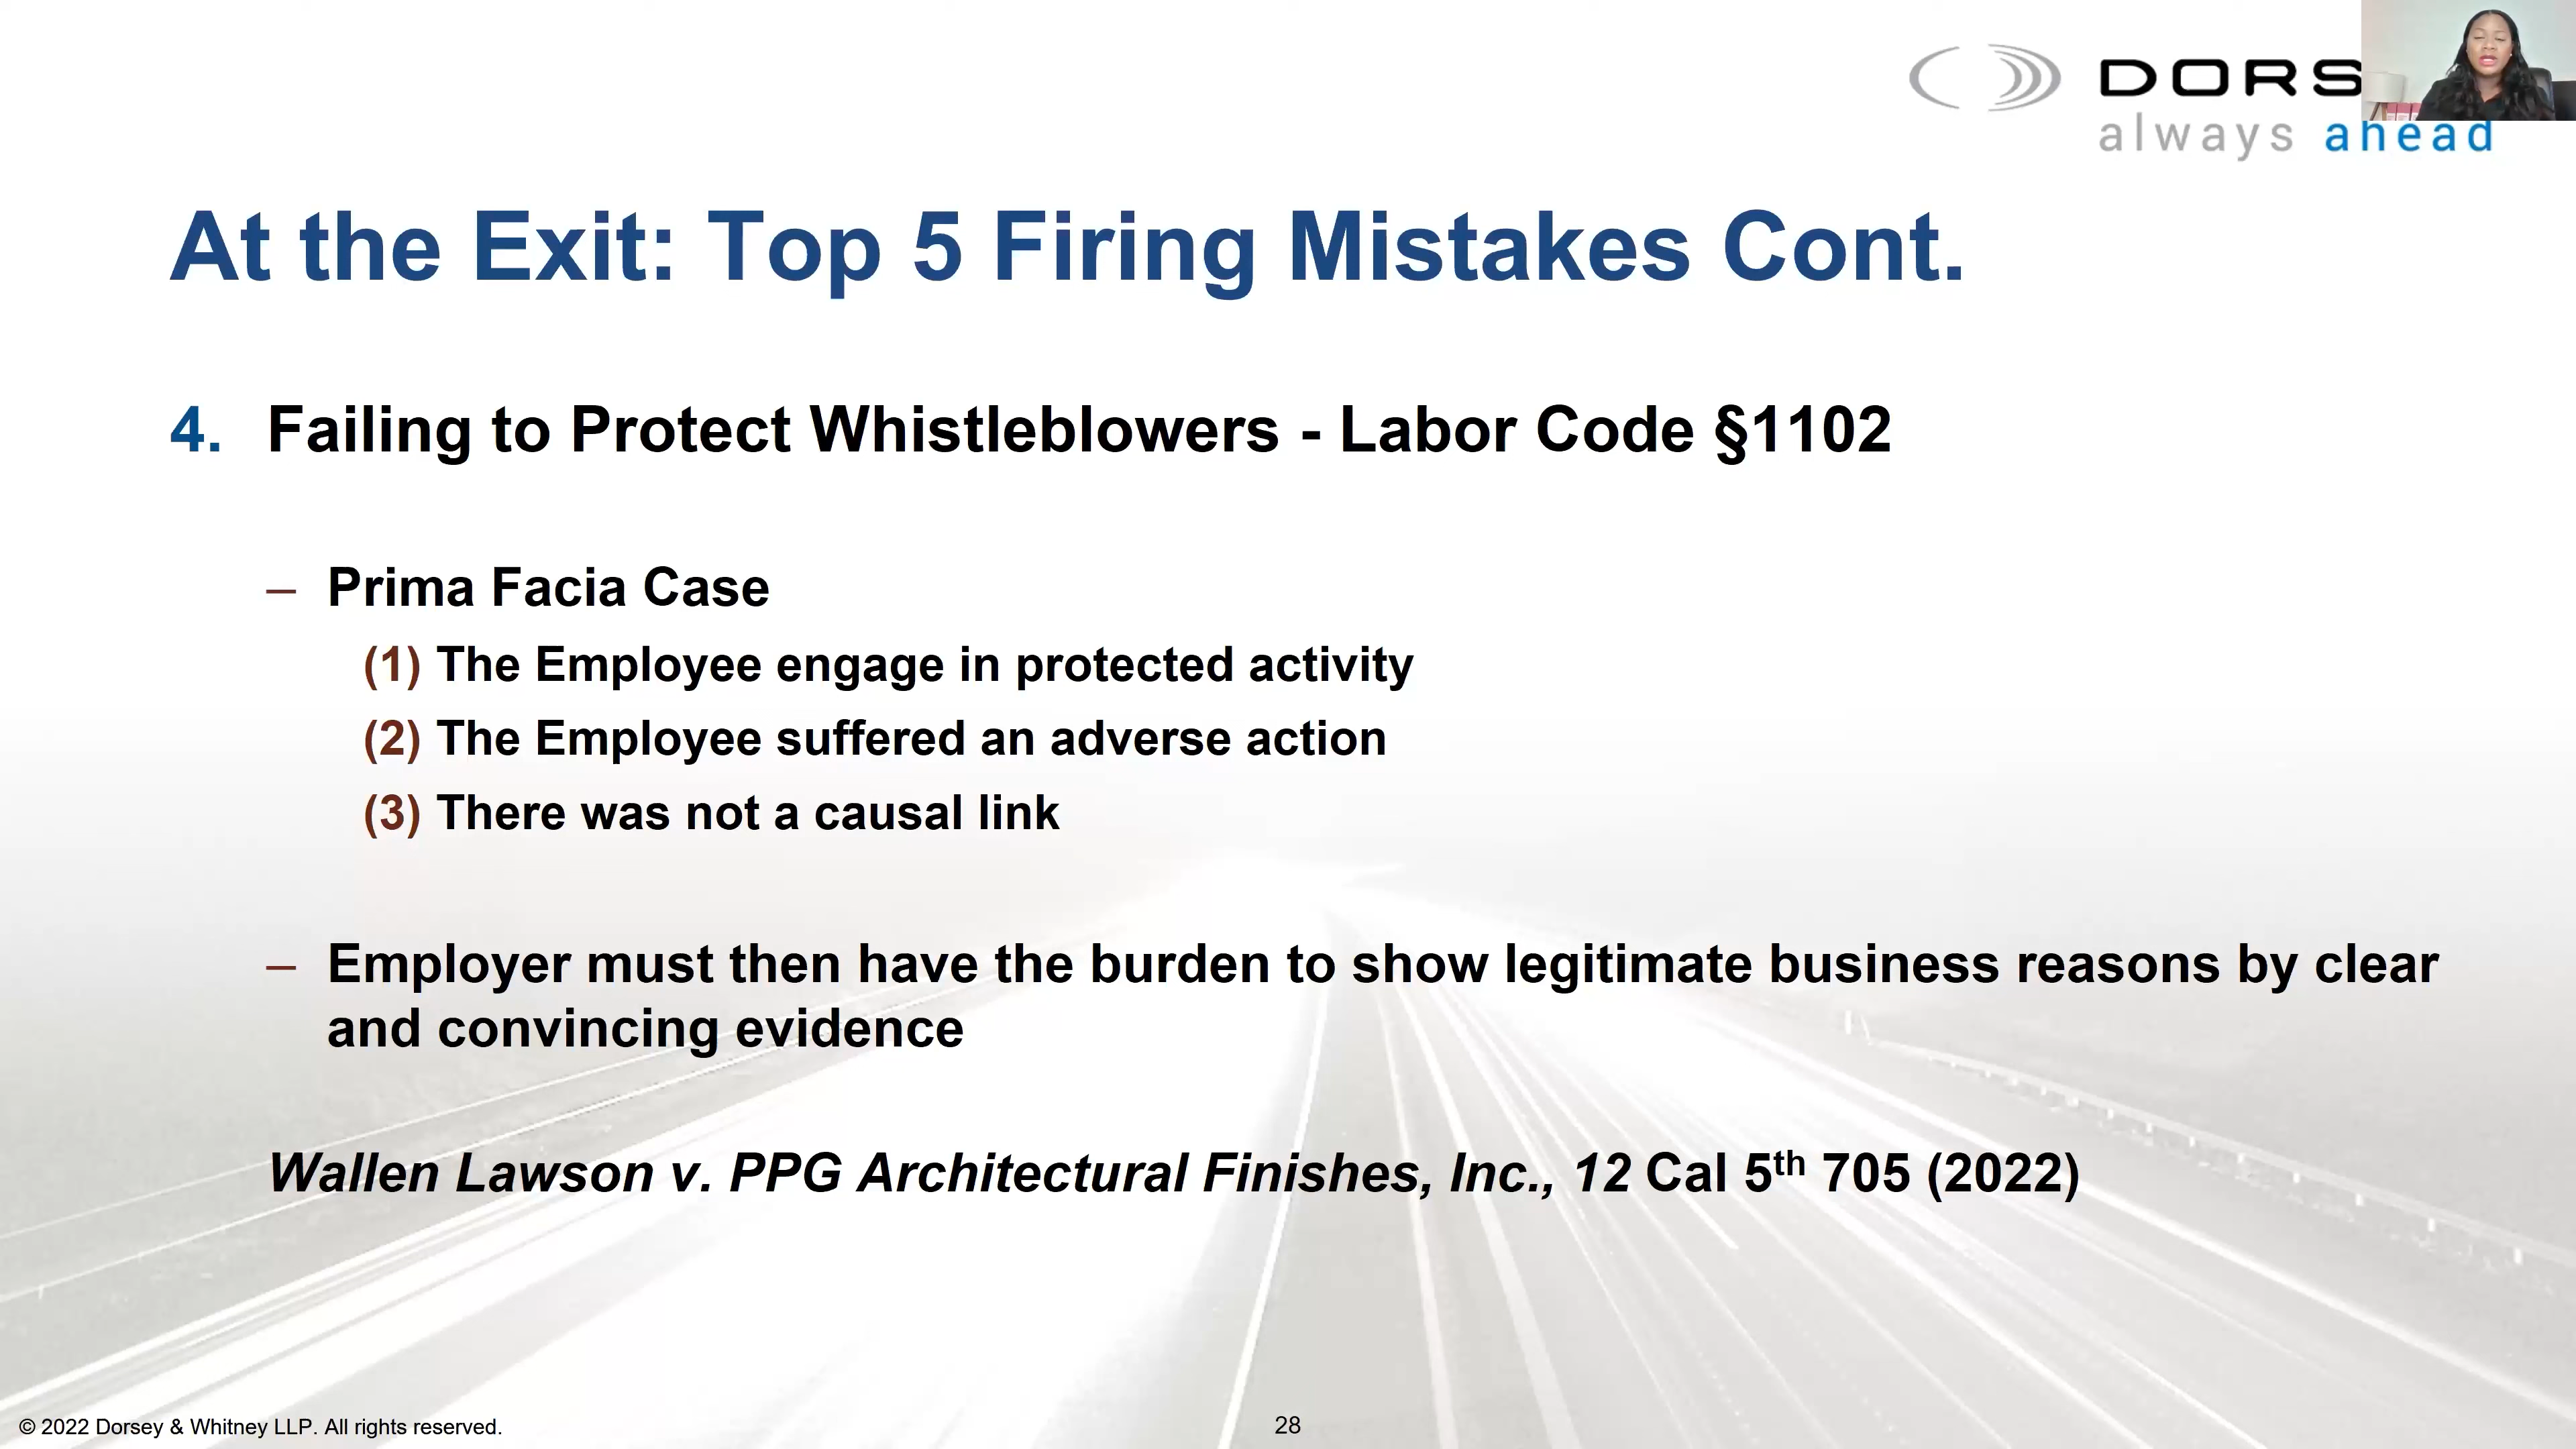 DORS
always ahead
At the Exit: Top 5 Firing Mistakes Cont.
4. Failing to Protect Whistleblowers - Labor Code §1102
– Prima Facia Case
(1) The Employee engage in protected activity
(2) The Employee suffered an adverse action
(3) There was not a causal link
– Employer must then have the burden to show legitimate business reasons by clear
and convincing evidence
Wallen Lawson v. PPG Architectural Finishes, Inc., 12 Cal 5th 705 (2022)
© 2022 Dorsey & Whitney LLP. All rights reserved.
28